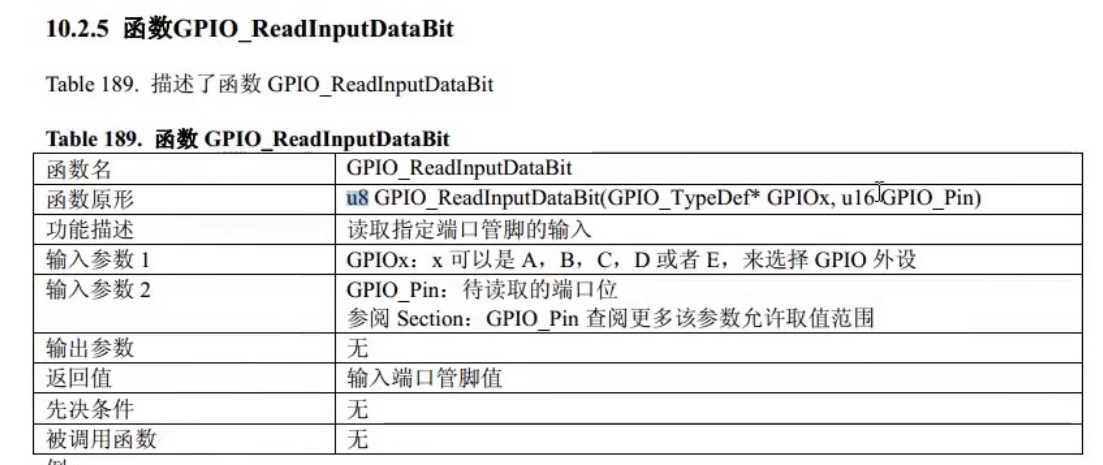 10.2.5 函数GPIO_ReadInputDataBit
Table 189. 描述了函数 GPIO_ReadInputDataBit
Table 189. 函数 GPIO_ReadInputDataBit
函数名 GPIO_ReadInputDataBit
函数原形 u8 GPIO_ReadInputDataBit(GPIO_TypeDef* GPIOx, u16 GPIO_Pin)
功能描述 读取指定端口管脚的输入
输入参数 1 GPIOx：x 可以是 A，B，C，D 或者 E，来选择 GPIO 外设
输入参数 2 GPIO_Pin：待读取的端口位
参阅 Section：GPIO_Pin 查阅更多该参数允许取值范围
输出参数 无
返回值 输入端口管脚值
先决条件 无
被调用函数 无